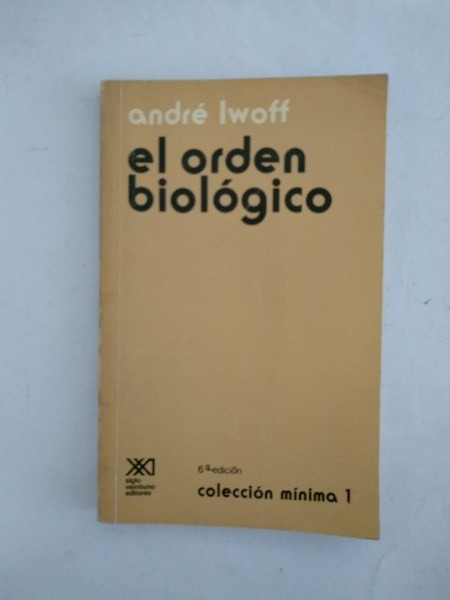 andré lwoff
el orden
biológico
6ª edición
siglo
veintiuno
editores
colección mínima 1